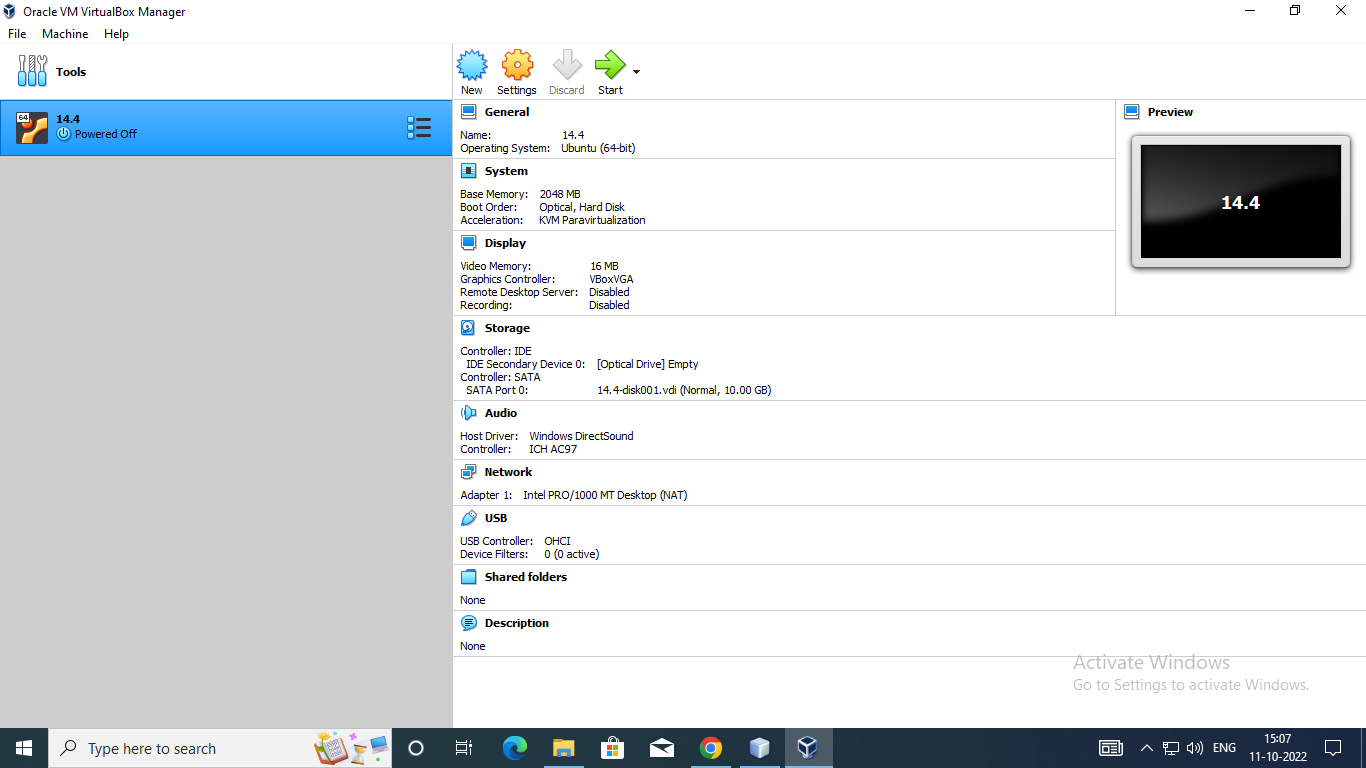 Oracle VM VirtualBox Manager
File Machine Help
Tools
New Settings Discard Start
64 14.4
Powered Off
General
Name: 14.4
Operating System: Ubuntu (64-bit)
System
Base Memory: 2048 MB
Boot Order: Optical, Hard Disk
Acceleration: KVM Paravirtualization
Display
Video Memory: 16 MB
Graphics Controller: VBoxVGA
Remote Desktop Server: Disabled
Recording: Disabled
Preview
14.4
Storage
Controller: IDE
IDE Secondary Device 0: [Optical Drive] Empty
Controller: SATA
SATA Port 0: 14.4-disk001.vdi (Normal, 10.00 GB)
Audio
Host Driver: Windows DirectSound
Controller: ICH AC97
Network
Adapter 1: Intel PRO/1000 MT Desktop (NAT)
USB
USB Controller: OHCI
Device Filters: 0 (0 active)
Shared folders
None
Description
None
Activate Windows
Go to Settings to activate Windows.
Type here to search
ENG
15:07
11-10-2022